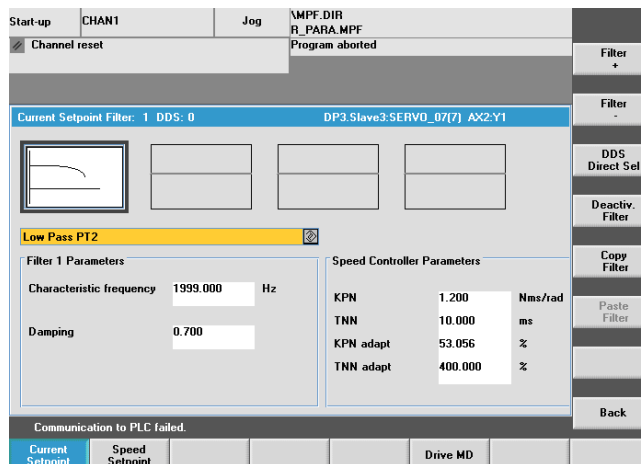 Start-up CHAN1 Jog \MPF.DIR
R_PARA.MPF
Channel reset Program aborted
Filter
+
Filter
-
Current Setpoint Filter: 1 DDS: 0 DP3.Slave3:SERVO_07(7) AX2:Y1
DDS
Direct Sel
Deactiv.
Filter
Low Pass PT2
Filter 1 Parameters Speed Controller Parameters
Copy
Filter
Characteristic frequency 1999.000 Hz
KPN 1.200 Nms/rad
Paste
Filter
TNN 10.000 ms
Damping 0.700
KPN adapt 53.056 %
TNN adapt 400.000 %
Back
Communication to PLC failed.
Current
Setpoint
Speed
Setpoint
Drive MD